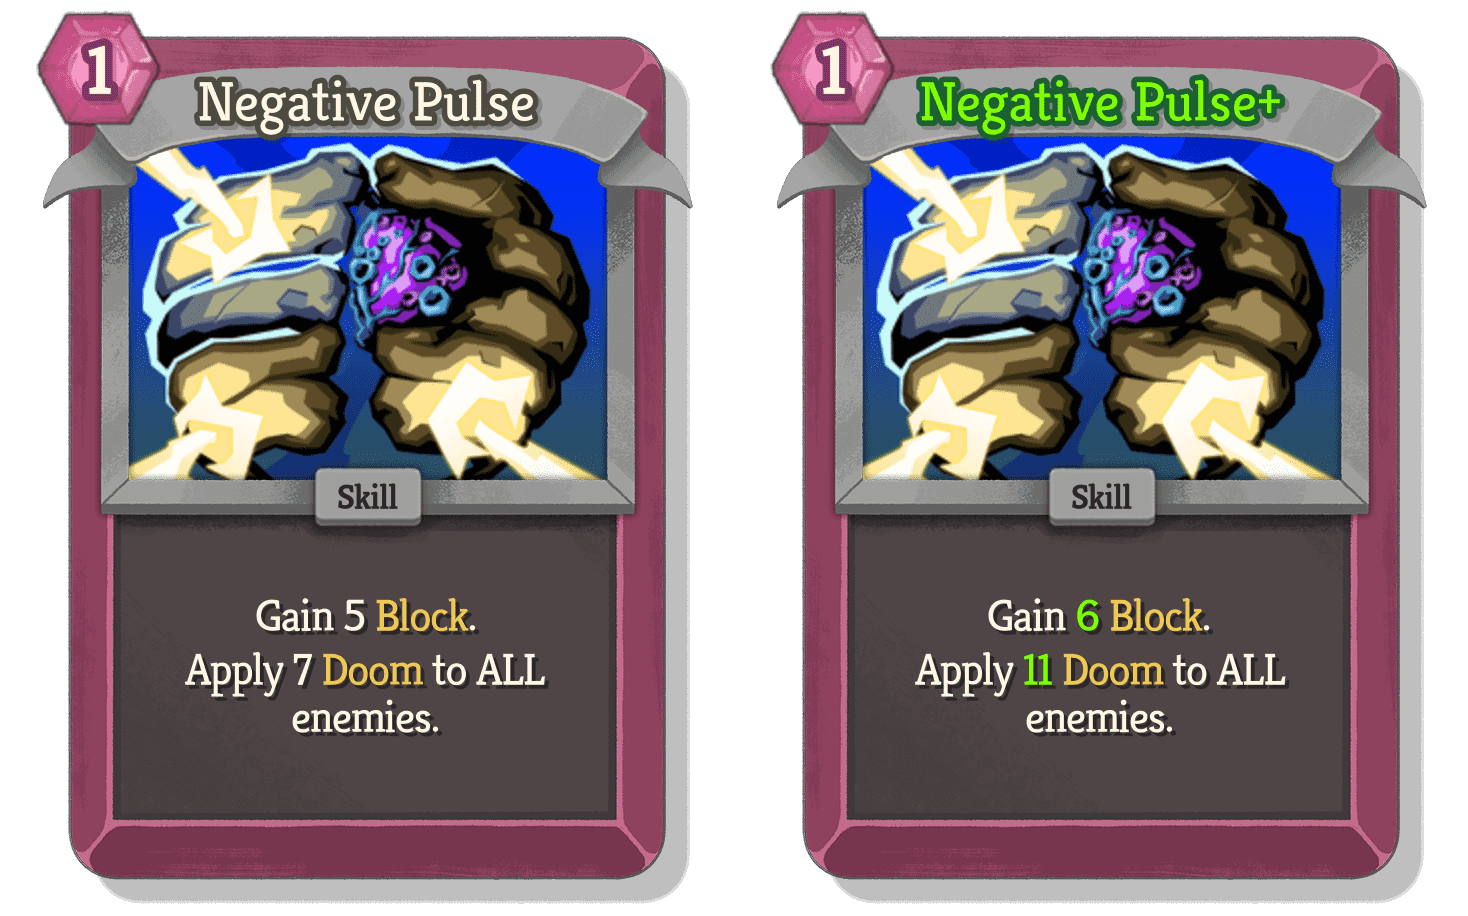 1
Negative Pulse
Skill
Gain 5 Block.
Apply 7 Doom to ALL
enemies.
1
Negative Pulse+
Skill
Gain 6 Block.
Apply 11 Doom to ALL
enemies.